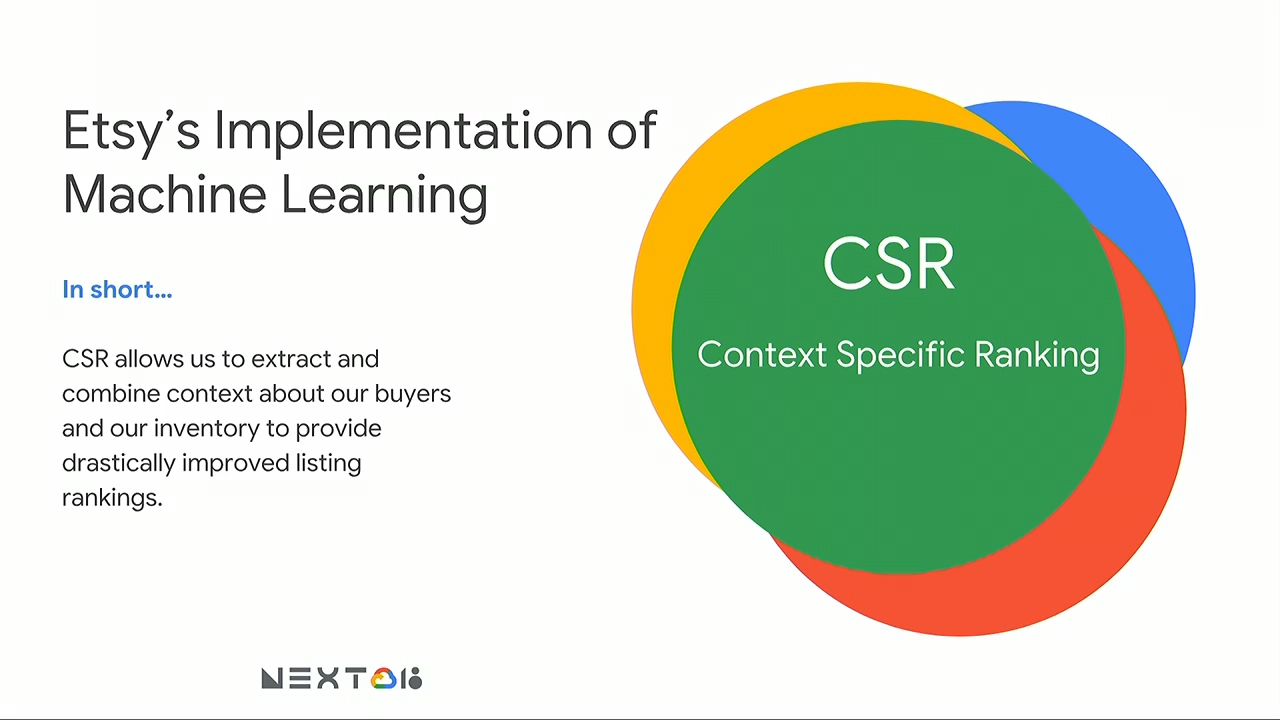 Etsy’s Implementation of
Machine Learning
In short...
CSR allows us to extract and
combine context about our buyers
and our inventory to provide
drastically improved listing
rankings.
CSR
Context Specific Ranking
NEXT 18